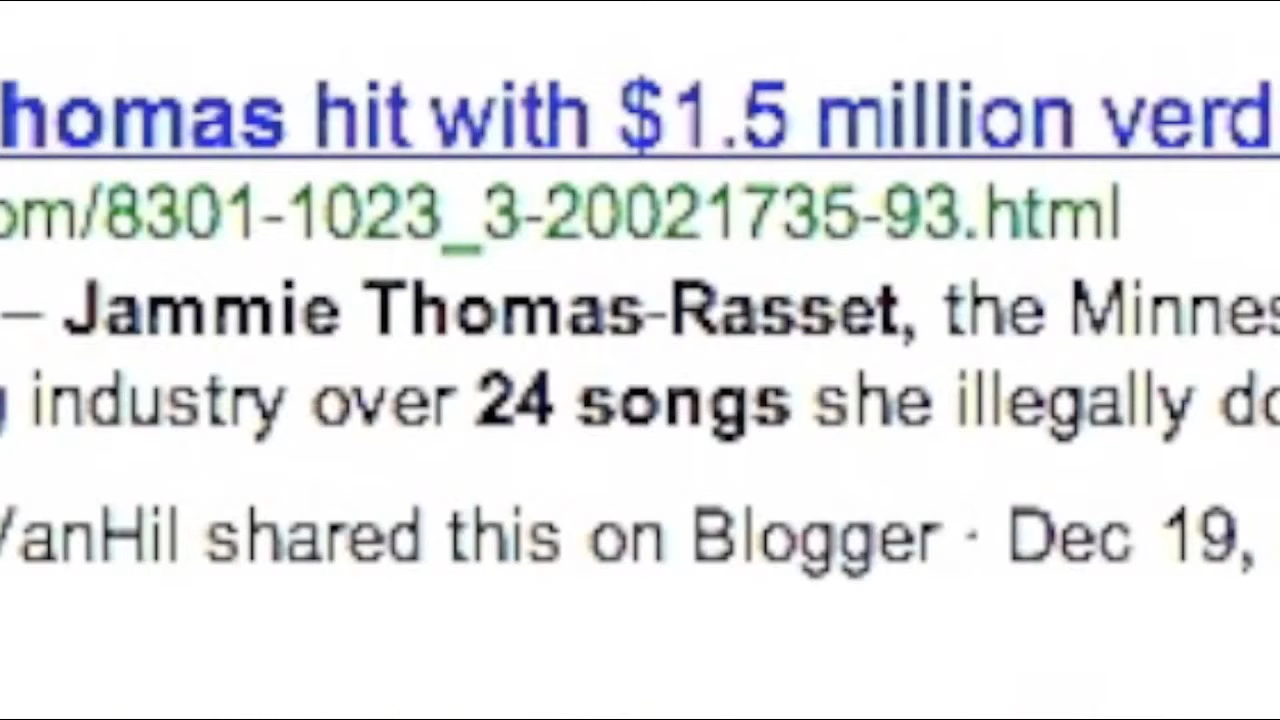 homas hit with $1.5 million verd
om/8301-1023_3-20021735-93.html
– Jammie Thomas-Rasset, the Minnes
industry over 24 songs she illegally do
VanHil shared this on Blogger · Dec 19,